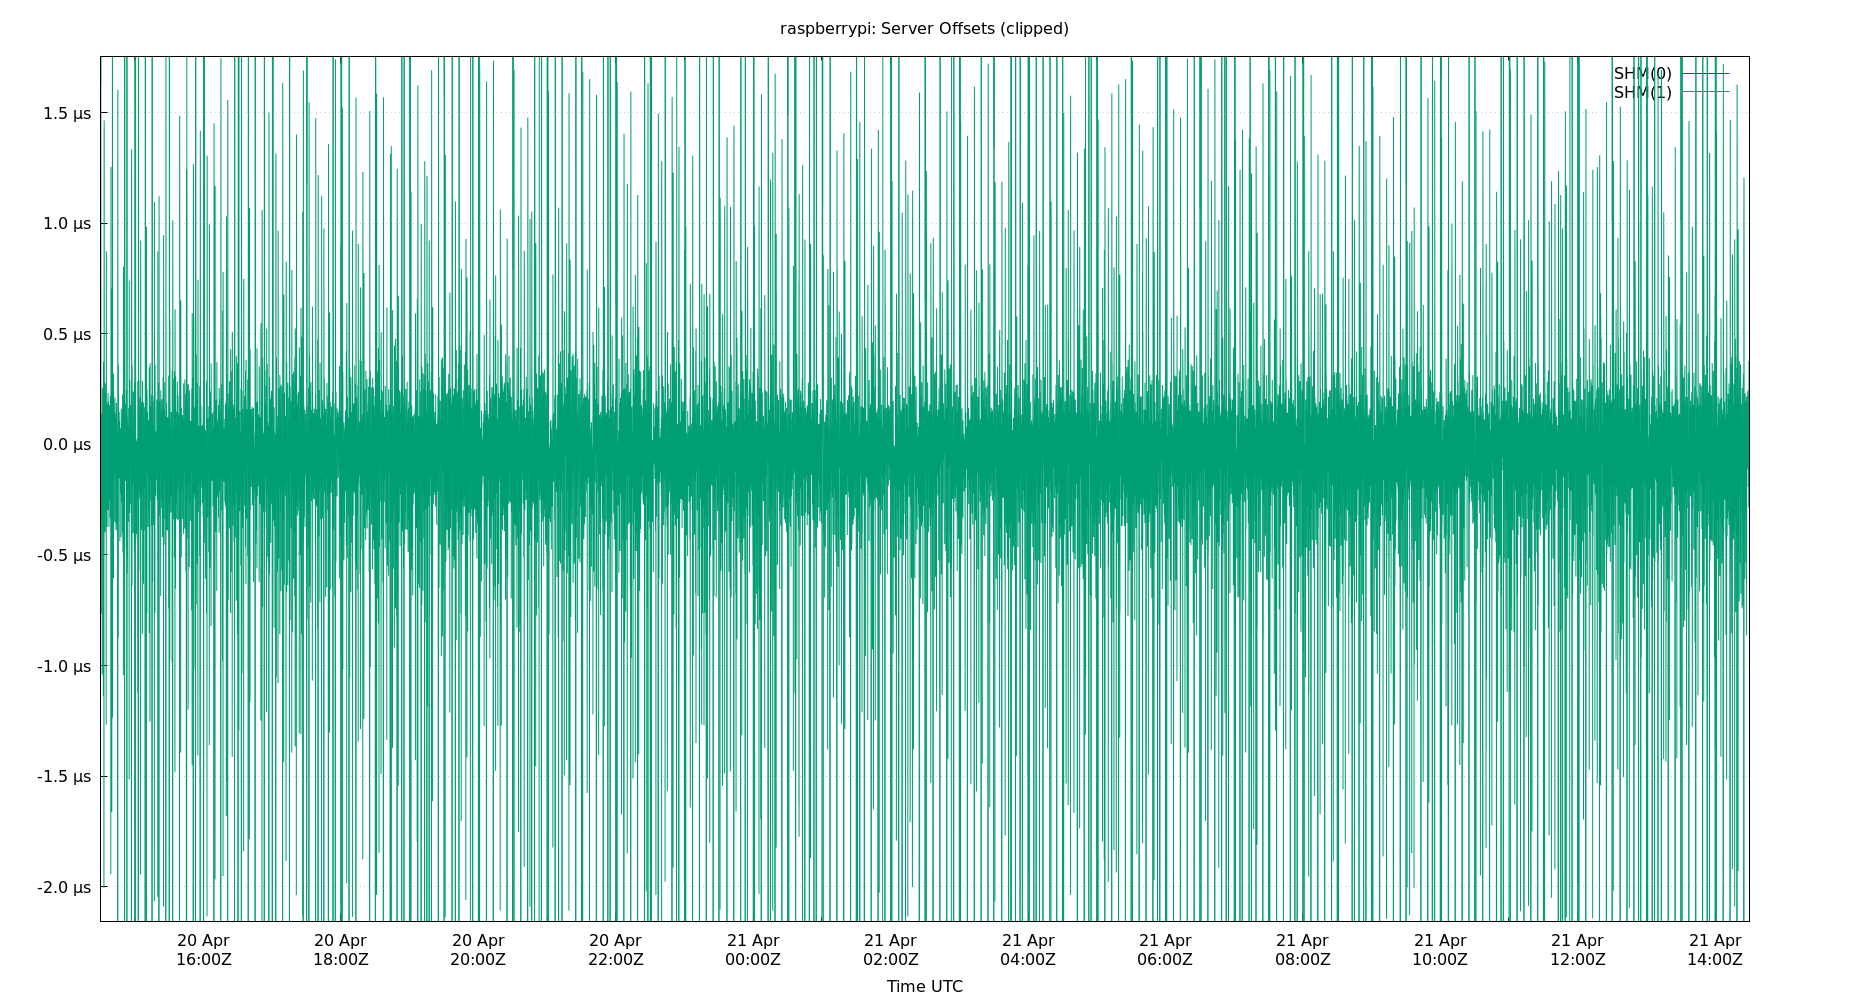 raspberrypi: Server Offsets (clipped)
SHM(0)
SHM(1)
1.5 µs
1.0 µs
0.5 µs
0.0 µs
-0.5 µs
-1.0 µs
-1.5 µs
-2.0 µs
20 Apr 20 Apr 20 Apr 20 Apr 21 Apr 21 Apr 21 Apr 21 Apr 21 Apr 21 Apr 21 Apr 21 Apr
16:00Z 18:00Z 20:00Z 22:00Z 00:00Z 02:00Z 04:00Z 06:00Z 08:00Z 10:00Z 12:00Z 14:00Z
Time UTC